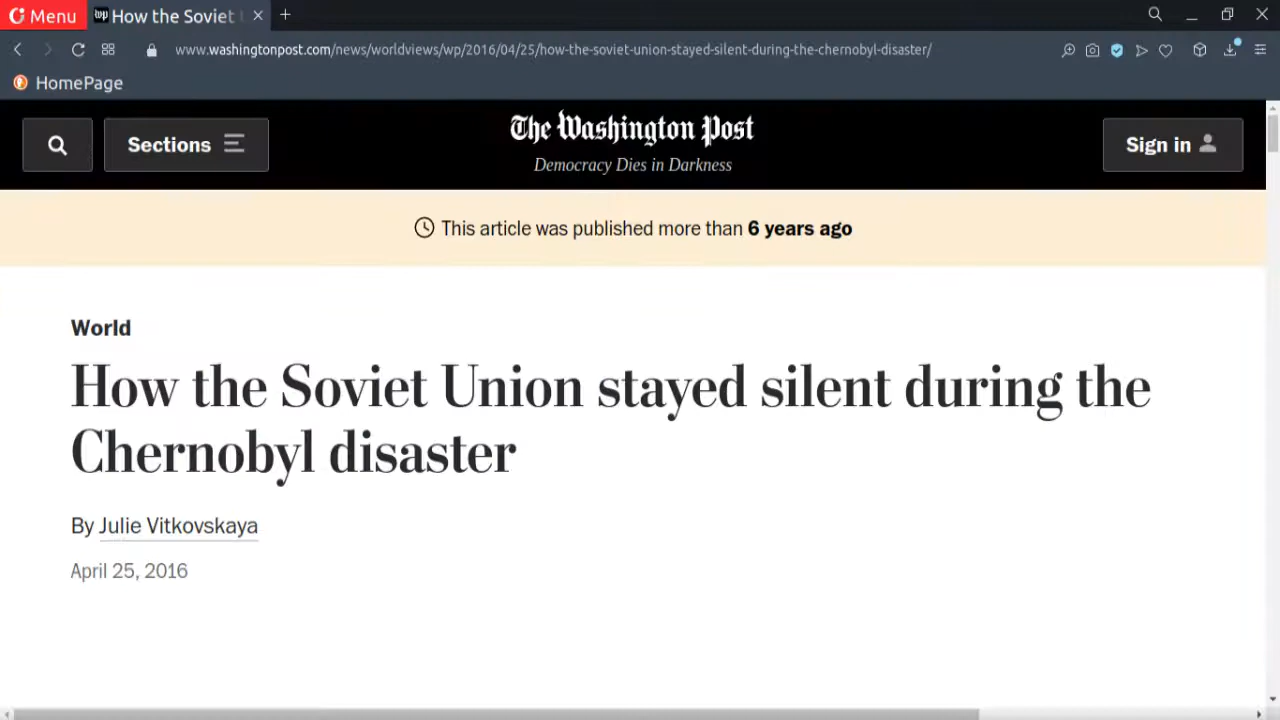 Menu
How the Soviet
www.washingtonpost.com/news/worldviews/wp/2016/04/25/how-the-soviet-union-stayed-silent-during-the-chernobyl-disaster/
HomePage
Sections
The Washington Post
Democracy Dies in Darkness
Sign in
This article was published more than 6 years ago
World
How the Soviet Union stayed silent during the
Chernobyl disaster
By Julie Vitkovskaya
April 25, 2016